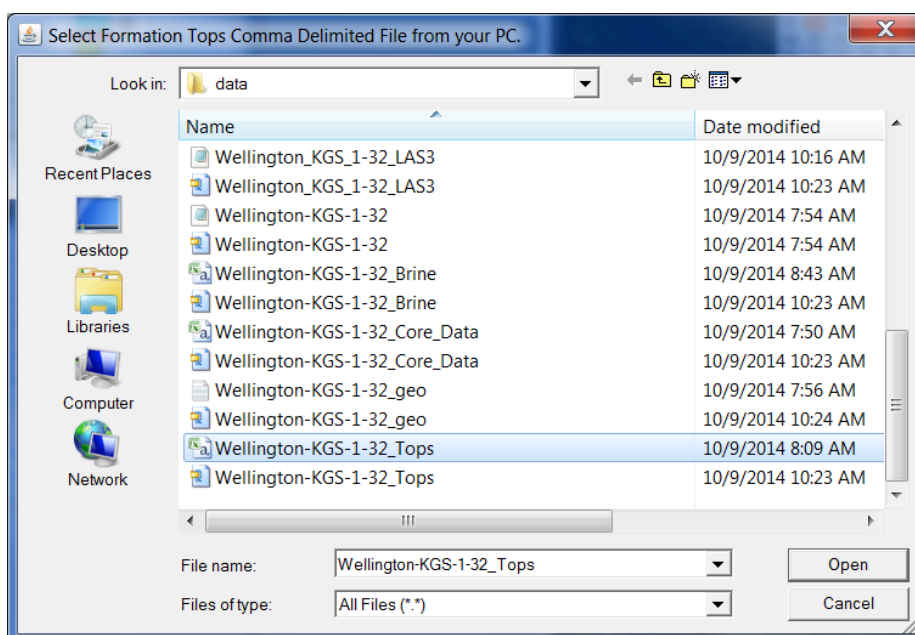 Select Formation Tops Comma Delimited File from your PC.
X
Look in: data
Name Date modified
Wellington_KGS_1-32_LAS3 10/9/2014 10:16 AM
Wellington_KGS_1-32_LAS3 10/9/2014 10:23 AM
Wellington-KGS-1-32 10/9/2014 7:54 AM
Wellington-KGS-1-32 10/9/2014 7:54 AM
Wellington-KGS-1-32_Brine 10/9/2014 8:43 AM
Wellington-KGS-1-32_Brine 10/9/2014 10:23 AM
Wellington-KGS-1-32_Core_Data 10/9/2014 7:50 AM
Wellington-KGS-1-32_Core_Data 10/9/2014 10:23 AM
Wellington-KGS-1-32_geo 10/9/2014 7:56 AM
Wellington-KGS-1-32_geo 10/9/2014 10:24 AM
Wellington-KGS-1-32_Tops 10/9/2014 8:09 AM
Wellington-KGS-1-32_Tops 10/9/2014 10:23 AM
Recent Places
Desktop
Libraries
Computer
Network
File name: Wellington-KGS-1-32_Tops Open
Files of type: All Files (*.*) Cancel